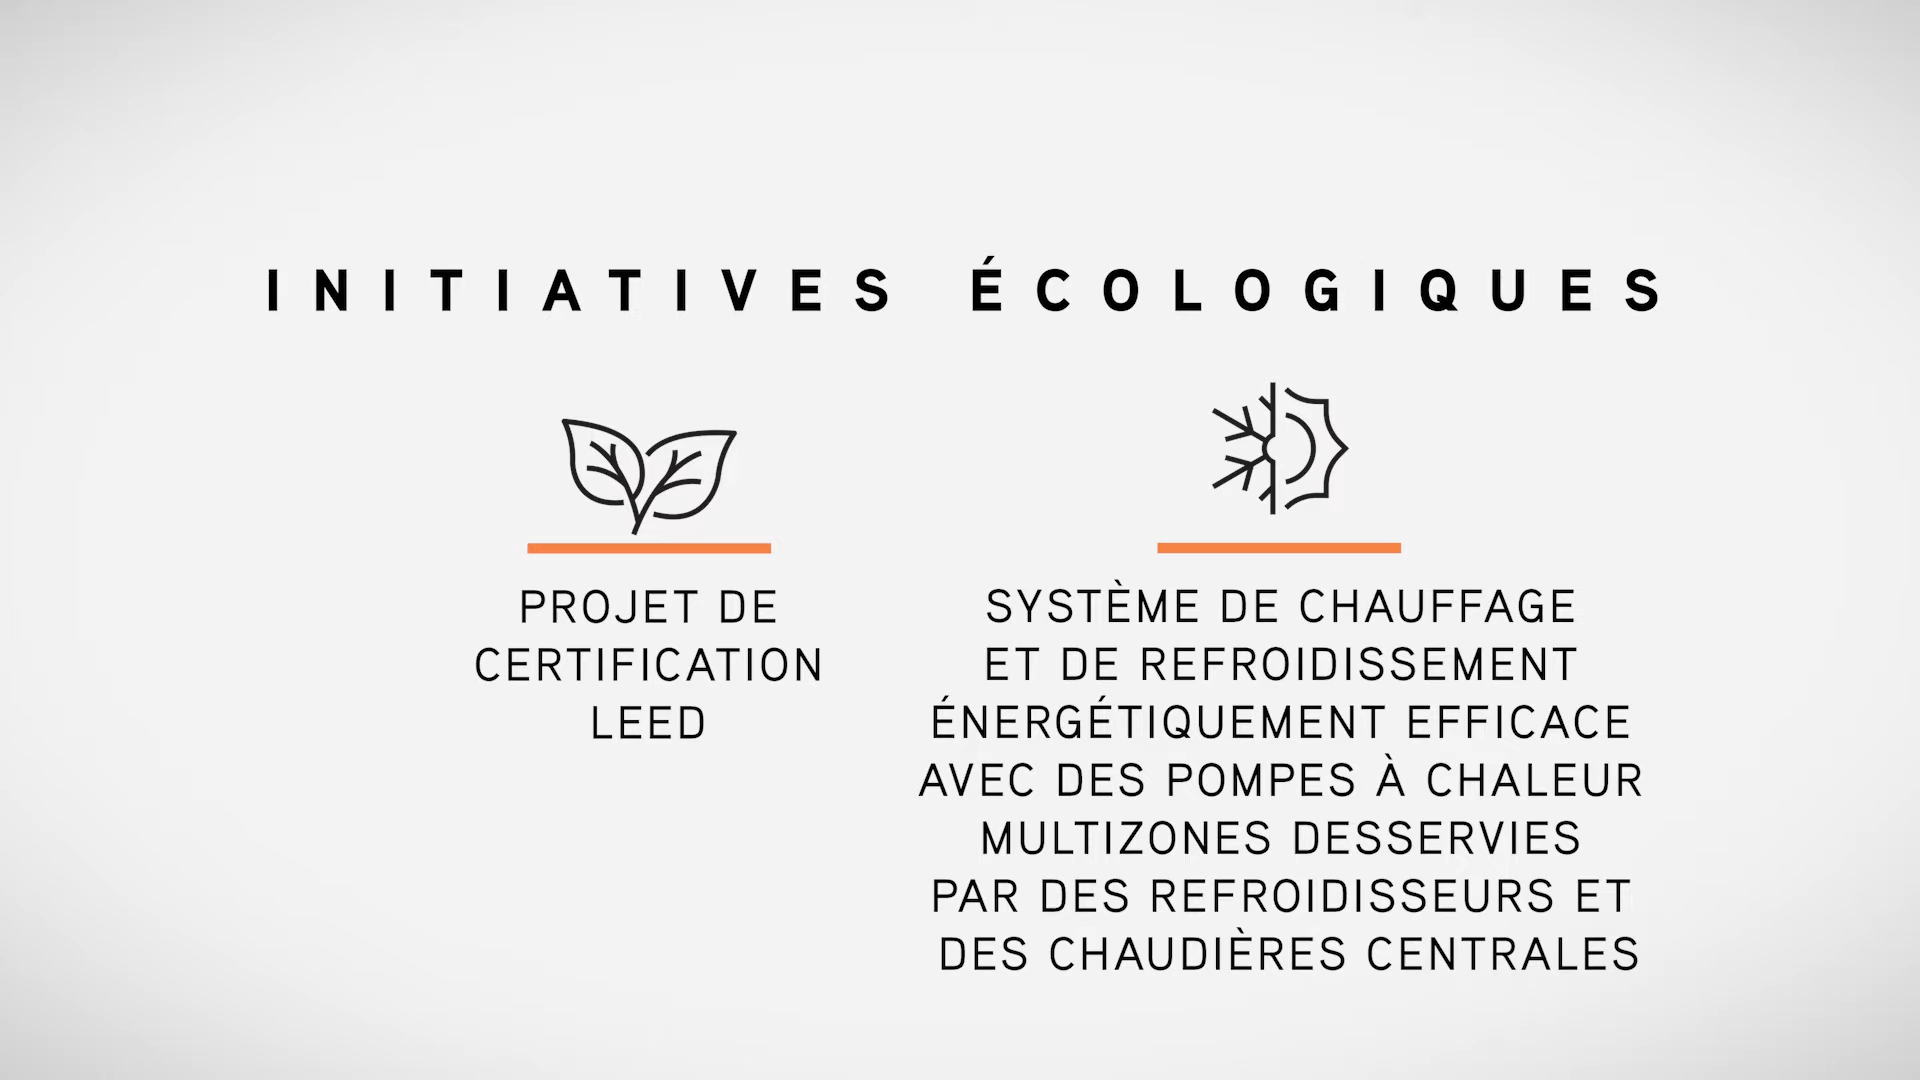 INITIATIVES ÉCOLOGIQUES
PROJET DE
CERTIFICATION
LEED
SYSTÈME DE CHAUFFAGE
ET DE REFROIDISSEMENT
ÉNERGÉTIQUEMENT EFFICACE
AVEC DES POMPES À CHALEUR
MULTIZONES DESSERVIES
PAR DES REFROIDISSEURS ET
DES CHAUDIÈRES CENTRALES